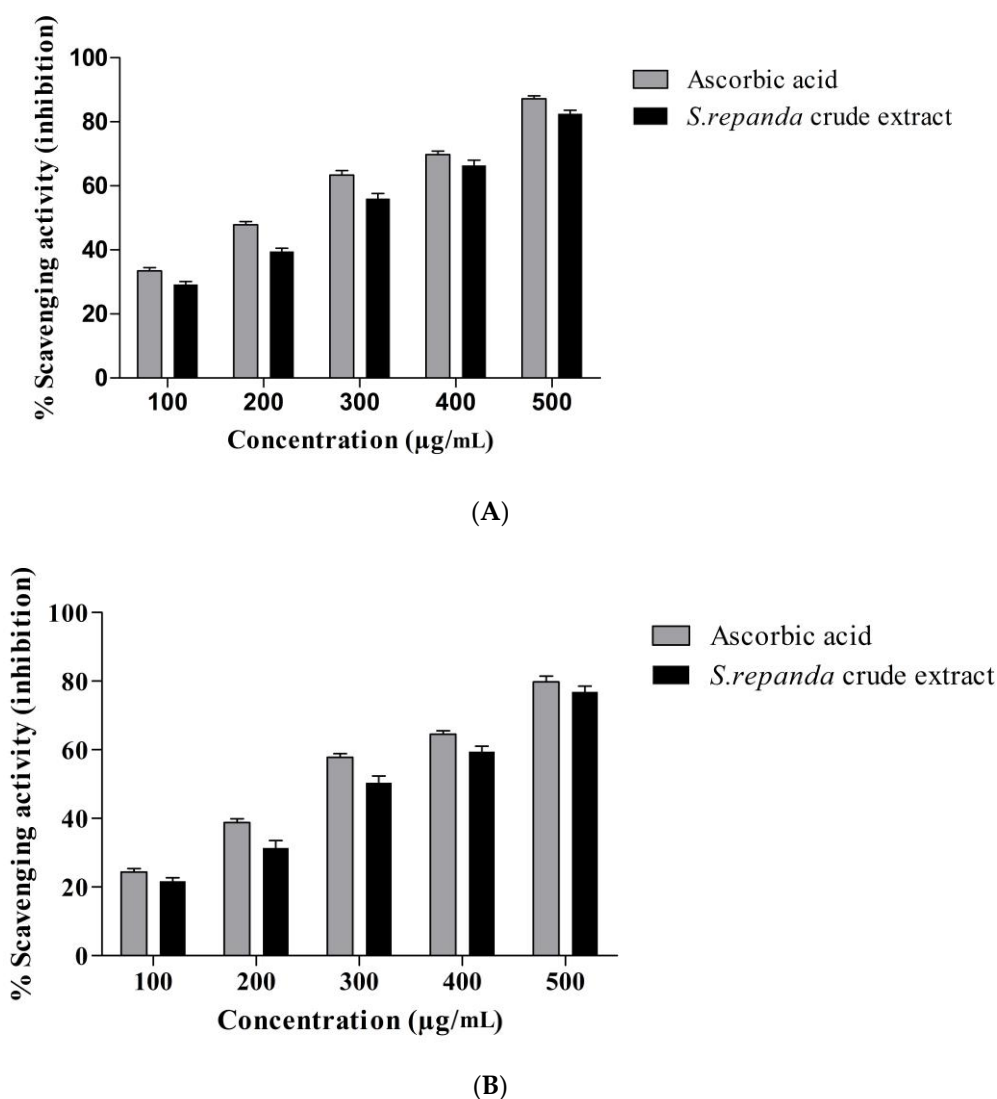 % Scavenging activity (inhibition)
100
80
60
40
20
0
100 200 300 400 500
Concentration (µg/mL)
Ascorbic acid
S.repanda crude extract
(A)
% Scavenging activity (inhibition)
100
80
60
40
20
0
100 200 300 400 500
Concentration (µg/mL)
Ascorbic acid
S.repanda crude extract
(B)